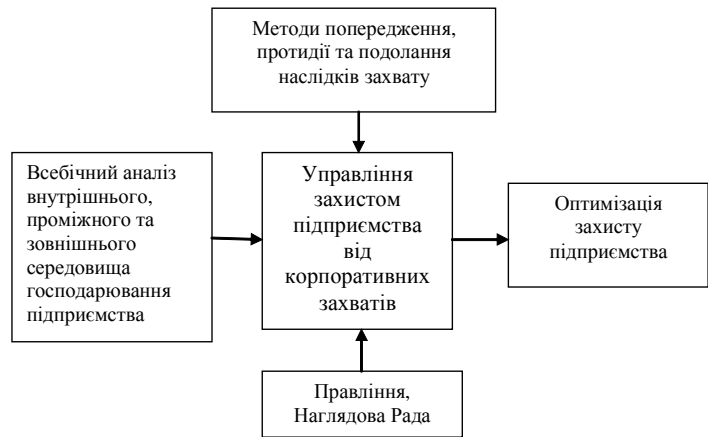 Методи попередження,
протидії та подолання
наслідків захвату
Всебічний аналіз
внутрішнього,
проміжного та
зовнішнього
середовища
господарювання
підприємства
Управління
захистом
підприємства
від
корпоративних
захватів
Оптимізація
захисту
підприємства
Правління,
Наглядова Рада